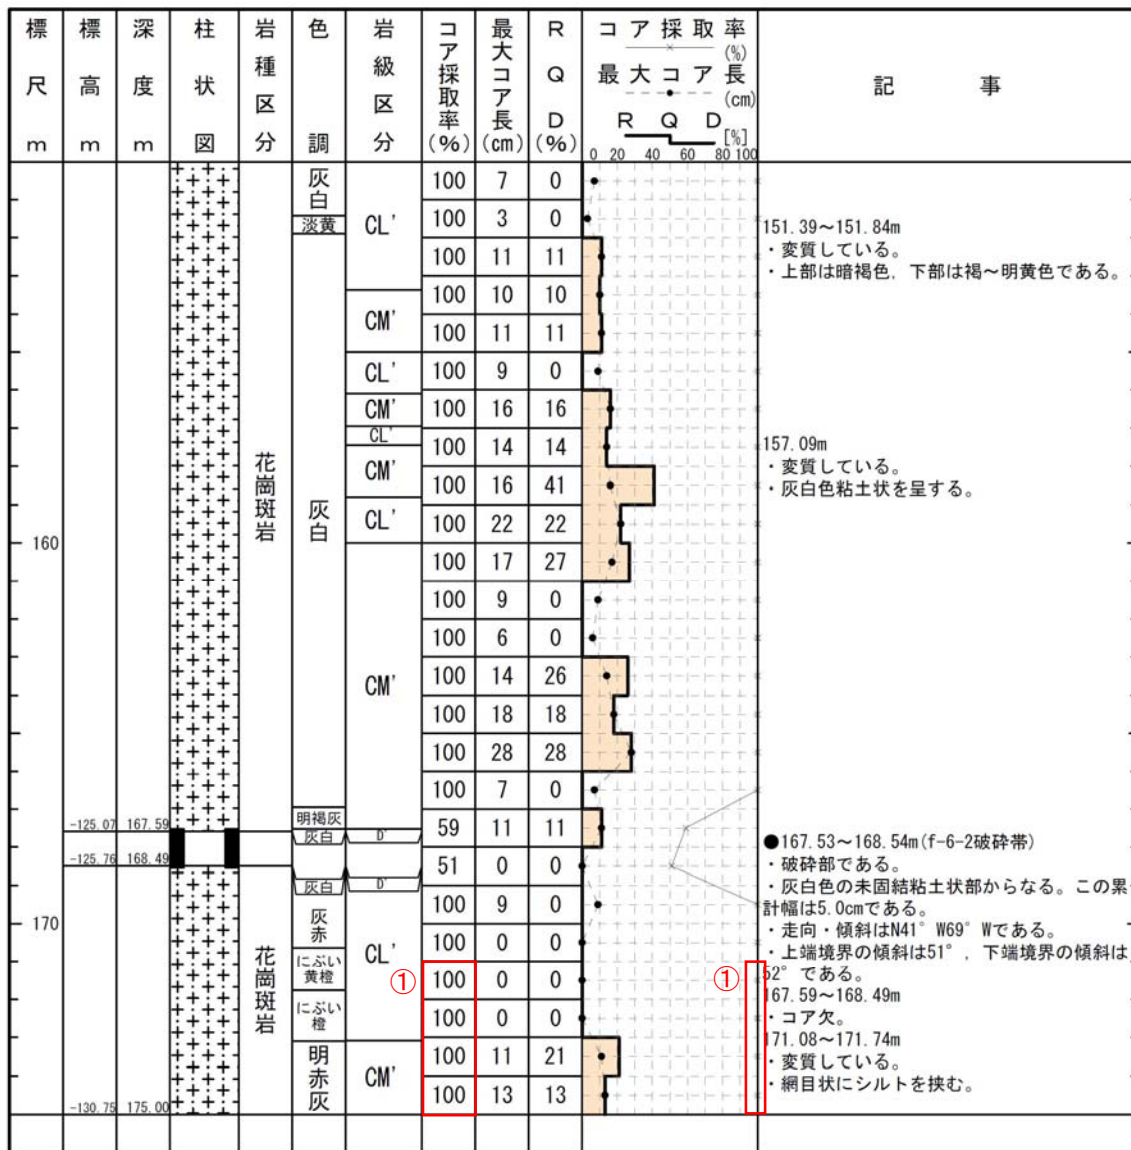 標尺m
標高m
深度m
柱状図
岩種区分
色調
岩級区分
コア採取率(%)
最大コア長(cm)
RQD(%)
コア採取率(%)
最大コア長(cm)
RQD[%]
0 20 40 60 80 100
記事
160
170
-125.07 167.59
-125.76 168.49
-130.75 175.00
花崗斑岩
花崗斑岩
灰白
淡黄
灰白
明褐灰
灰白
灰白
灰赤
にぶい黄橙
にぶい橙
明赤灰
CL'
CM'
CL'
CM'
CL'
CM'
CL'
CM'
D'
D'
CL'
CM'
100 7 0
100 3 0
100 11 11
100 10 10
100 11 11
100 9 0
100 16 16
100 14 14
100 16 41
100 22 22
100 17 27
100 9 0
100 6 0
100 14 26
100 18 18
100 28 28
100 7 0
59 11 11
51 0 0
100 9 0
100 0 0
100 0 0
100 0 0
100 11 21
100 13 13
①
①
151.39~151.84m
・変質している。
・上部は暗褐色、下部は褐~明黄色である。
157.09m
・変質している。
・灰白色粘土状を呈する。
●167.53~168.54m(f-6-2破砕帯)
・破砕部である。
・灰白色の未固結粘土状部からなる。この累
計幅は5.0cmである。
・走向・傾斜はN41°W69°Wである。
・上端境界の傾斜は51°、下端境界の傾斜は
52°である。
167.59~168.49m
・コア欠。
171.08~171.74m
・変質している。
・網目状にシルトを挟む。